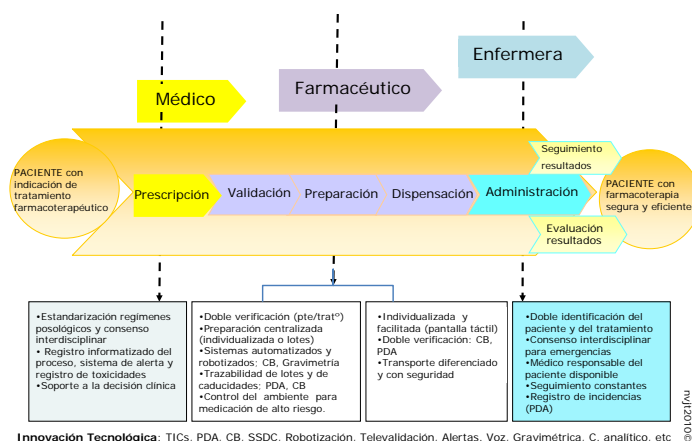 Enfermera
Farmacéutico
Médico
Seguimiento
resultados
PACIENTE con
indicación de
tratamiento
farmacoterapéutico
Prescripción
Validación
Preparación
Dispensación
Administración
PACIENTE con
farmacoterapia
segura y eficiente
Evaluación
resultados
•Estandarización regímenes
posológicos y consenso
interdisciplinar
• Registro informatizado del
proceso, sistema de alerta y
registro de toxicidades
•Soporte a la decisión clínica
•Doble verificación (pte/tratº)
•Preparación centralizada
(individualizada o lotes)
•Sistemas automatizados y
robotizados; CB, Gravimetría
•Trazabilidad de lotes y de
caducidades; PDA, CB
•Control del ambiente para
medicación de alto riesgo.
•Individualizada y
facilitada (pantalla táctil)
•Doble verificación: CB,
PDA
•Transporte diferenciado
y con seguridad
•Doble identificación del
paciente y del tratamiento
•Consenso interdisciplinar
para emergencias
•Médico responsable del
paciente disponible
•Seguimiento constantes
•Registro de incidencias
(PDA)
nvjt2010©
Innovación Tecnológica: TICs, PDA, CB, SSDC, Robotización, Televalidación, Alertas, Voz, Gravimétrica, C. analítico, etc